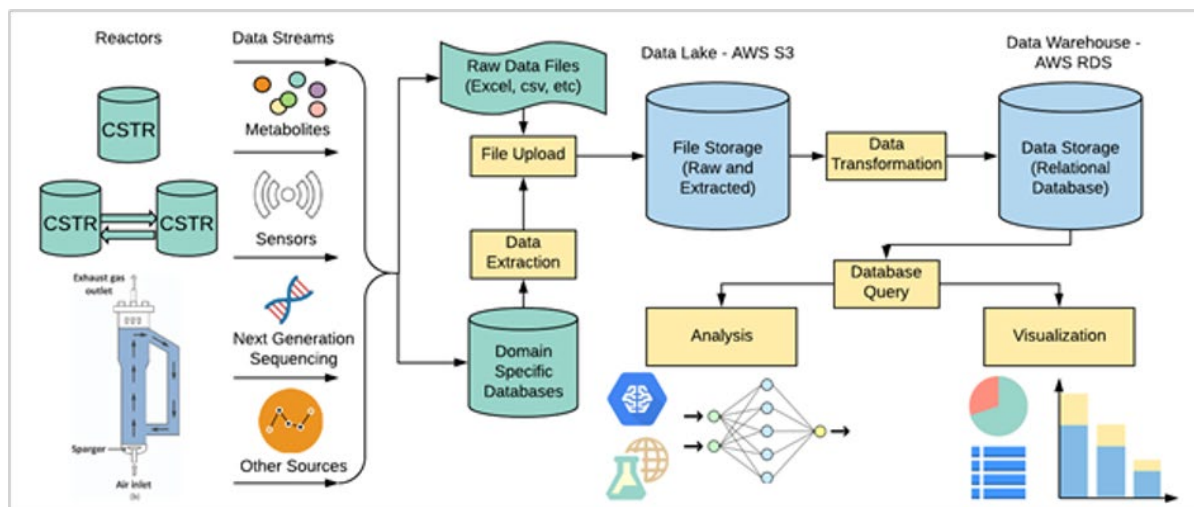 Reactors
CSTR
CSTR
CSTR
Exhaust gas
outlet
Sparger
Air inlet
(b)
Data Streams
Metabolites
Sensors
Next Generation
Sequencing
Other Sources
Raw Data Files
(Excel, csv, etc)
File Upload
Data
Extraction
Domain
Specific
Databases
Data Lake - AWS S3
File Storage
(Raw and
Extracted)
Data
Transformation
Data Warehouse -
AWS RDS
Data Storage
(Relational
Database)
Database
Query
Analysis
Visualization